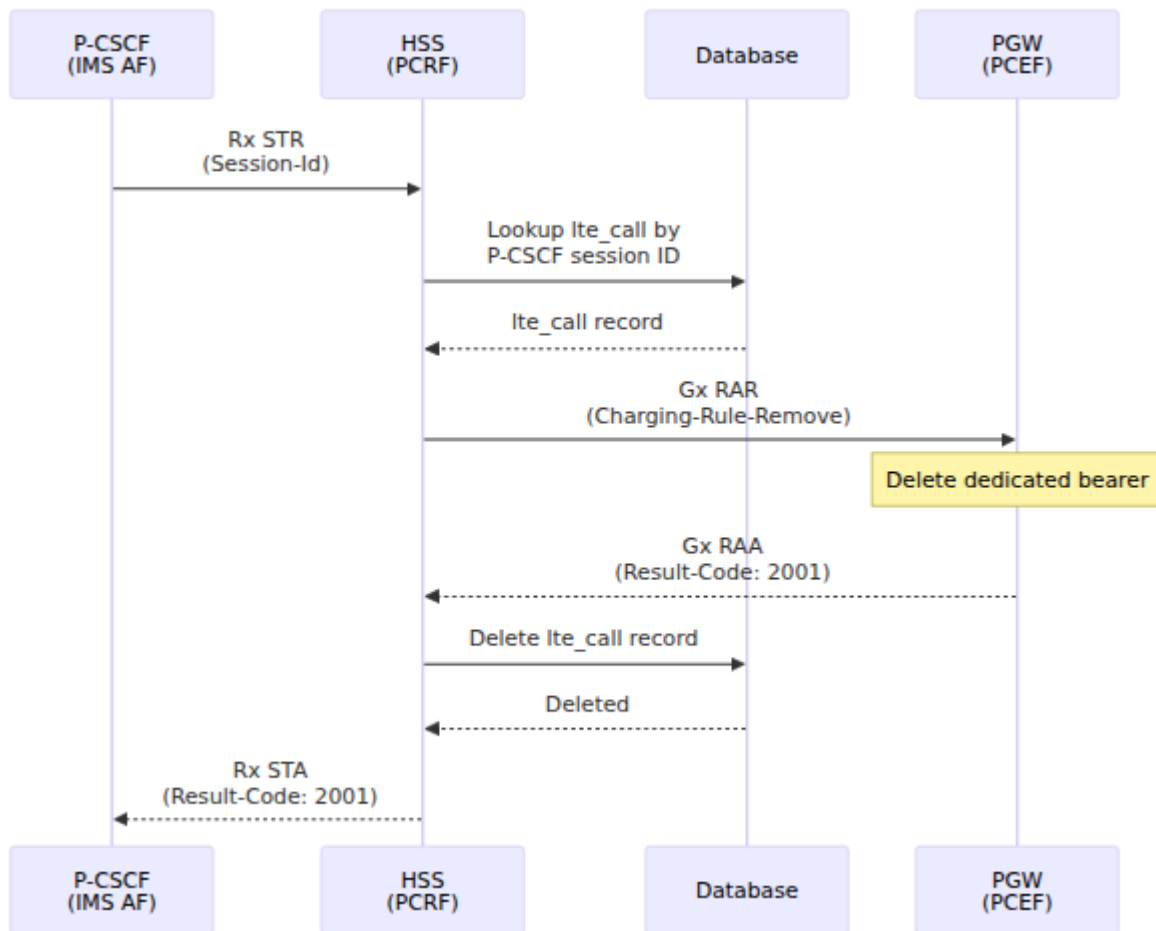 P-CSCF
(IMS AF)
HSS
(PCRF)
Database
PGW
(PCEF)
Rx STR
(Session-Id)
Lookup lte_call by
P-CSCF session ID
lte_call record
Gx RAR
(Charging-Rule-Remove)
Delete dedicated bearer
Gx RAA
(Result-Code: 2001)
Delete lte_call record
Deleted
Rx STA
(Result-Code: 2001)
P-CSCF
(IMS AF)
HSS
(PCRF)
Database
PGW
(PCEF)